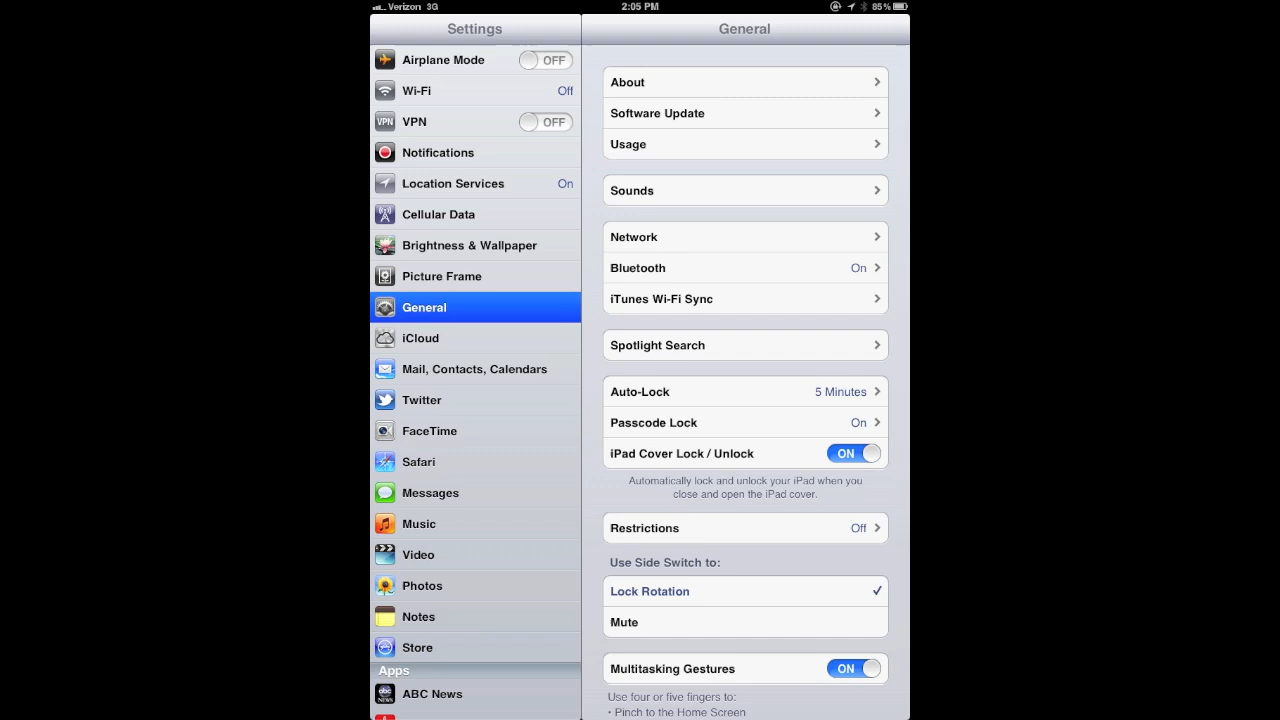 Verizon 3G 2:05 PM 85%
Settings
Airplane Mode OFF
Wi-Fi Off
VPN VPN OFF
Notifications
Location Services On
Cellular Data
Brightness & Wallpaper
Picture Frame
General
iCloud
Mail, Contacts, Calendars
Twitter
FaceTime
Safari
Messages
Music
Video
Photos
Notes
Store
Apps
abc NEWS ABC News
General
About
Software Update
Usage
Sounds
Network
Bluetooth On
iTunes Wi-Fi Sync
Spotlight Search
Auto-Lock 5 Minutes
Passcode Lock On
iPad Cover Lock / Unlock ON
Automatically lock and unlock your iPad when you
close and open the iPad cover.
Restrictions Off
Use Side Switch to:
Lock Rotation
Mute
Multitasking Gestures ON
Use four or five fingers to:
• Pinch to the Home Screen